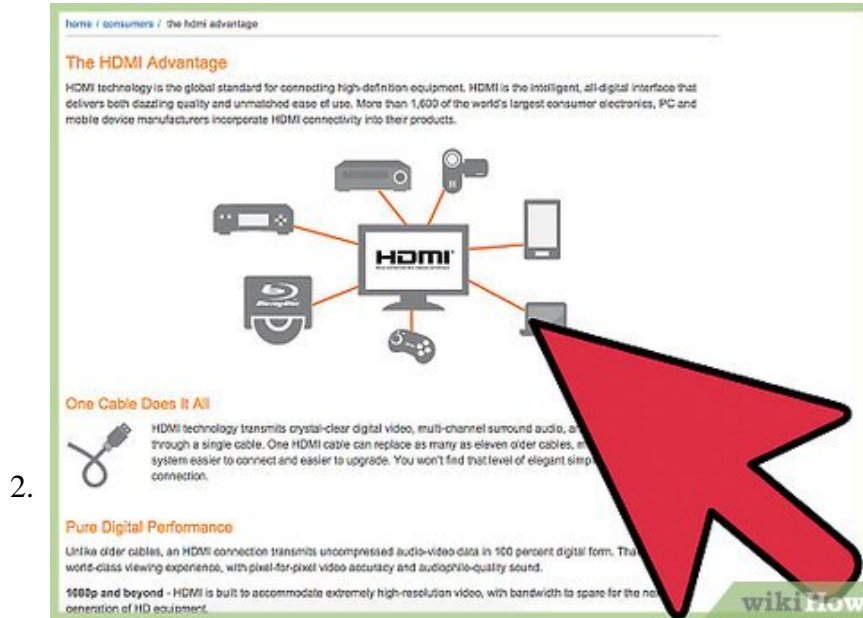 home / consumers / the hdmi advantage
The HDMI Advantage
HDMI technology is the global standard for connecting high-definition equipment. HDMI is the intelligent, all-digital interface that
delivers both dazzling quality and unmatched ease of use. More than 1,600 of the world's largest consumer electronics, PC and
mobile device manufacturers incorporate HDMI connectivity into their products.
HDMI
Blu-ray Disc
One Cable Does It All
HDMI technology transmits crystal-clear digital video, multi-channel surround audio,
through a single cable. One HDMI cable can replace as many as eleven older cables,
system easier to connect and easier to upgrade. You won't find that level of elegant
connection.
2.
Pure Digital Performance
Unlike older cables, an HDMI connection transmits uncompressed audio-video data in 100 percent digital form.
world-class viewing experience, with pixel-for-pixel video accuracy and audiophile-quality sound.
1080p and beyond - HDMI is built to accommodate extremely high-resolution video, with bandwidth to spare for the
generation of HD equipment.
wikiHow